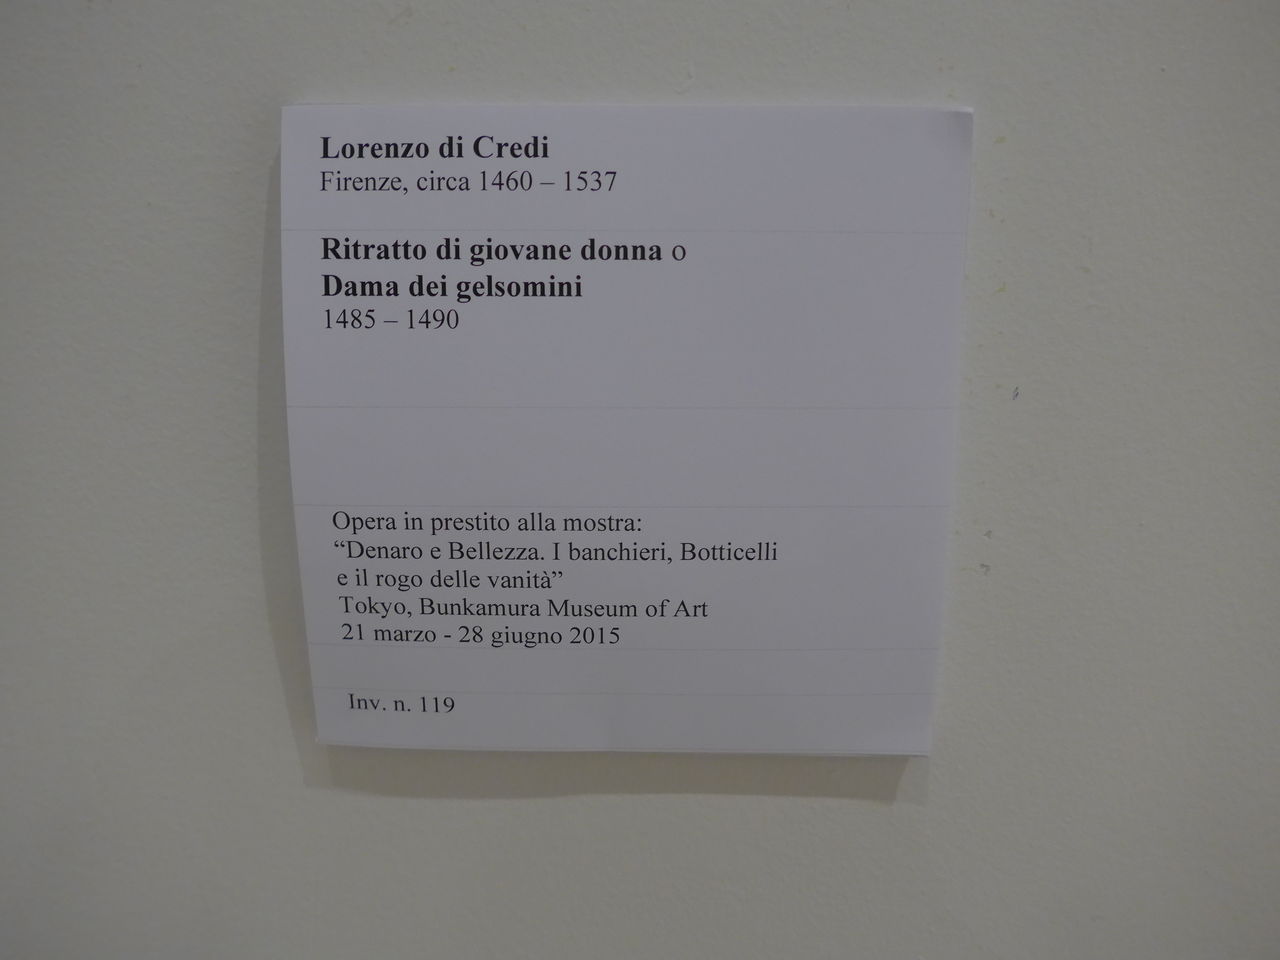 Lorenzo di Credi
Firenze, circa 1460 – 1537
Ritratto di giovane donna o
Dama dei gelsomini
1485 – 1490
Opera in prestito alla mostra:
“Denaro e Bellezza. I banchieri, Botticelli
e il rogo delle vanità”
Tokyo, Bunkamura Museum of Art
21 marzo - 28 giugno 2015
Inv. n. 119